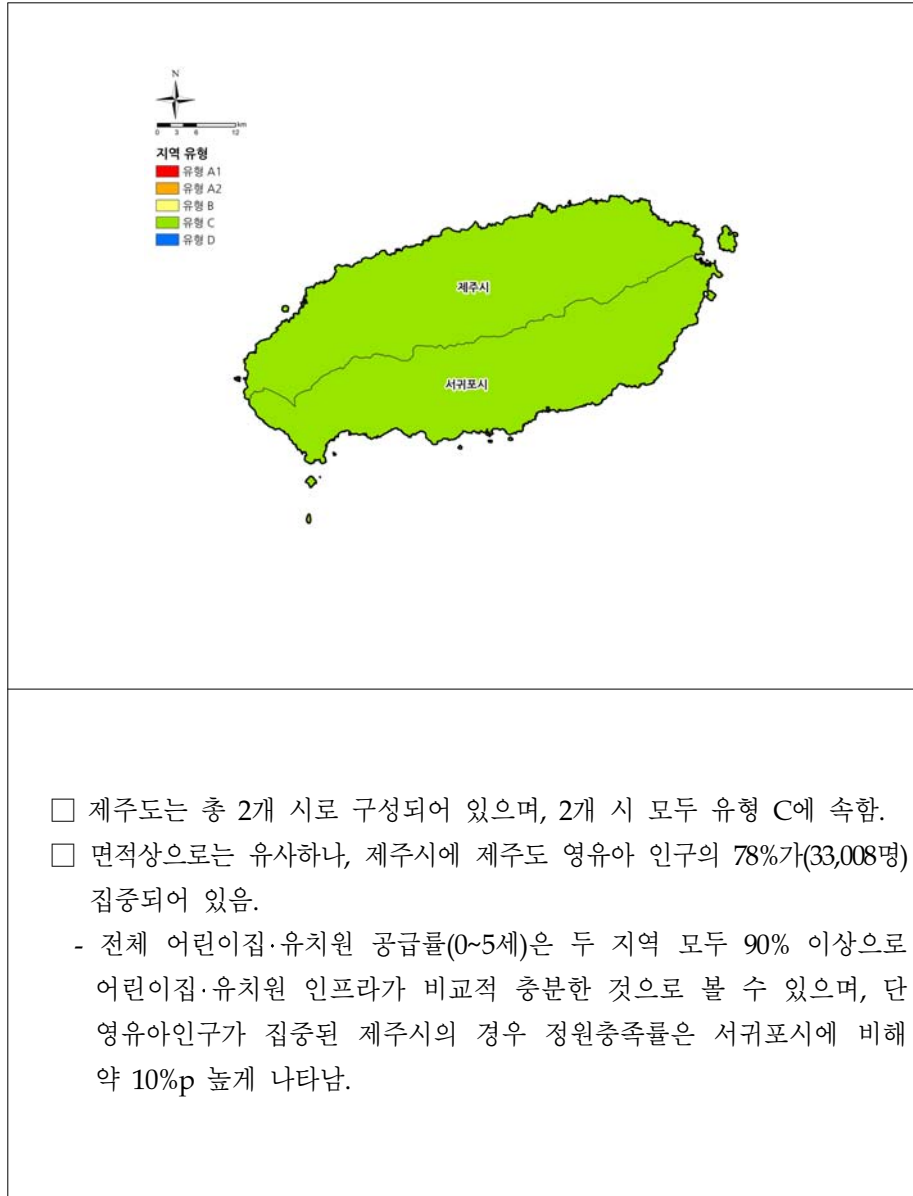 N
km
0 3 6 12
지역 유형
유형 A1
유형 A2
유형 B
유형 C
유형 D
제주시
서귀포시
□ 제주도는 총 2개 시로 구성되어 있으며, 2개 시 모두 유형 C에 속함.
□ 면적상으로는 유사하나, 제주시에 제주도 영유아 인구의 78%가(33,008명)
집중되어 있음.
- 전체 어린이집·유치원 공급률(0~5세)은 두 지역 모두 90% 이상으로
어린이집·유치원 인프라가 비교적 충분한 것으로 볼 수 있으며, 단
영유아인구가 집중된 제주시의 경우 정원충족률은 서귀포시에 비해
약 10%p 높게 나타남.